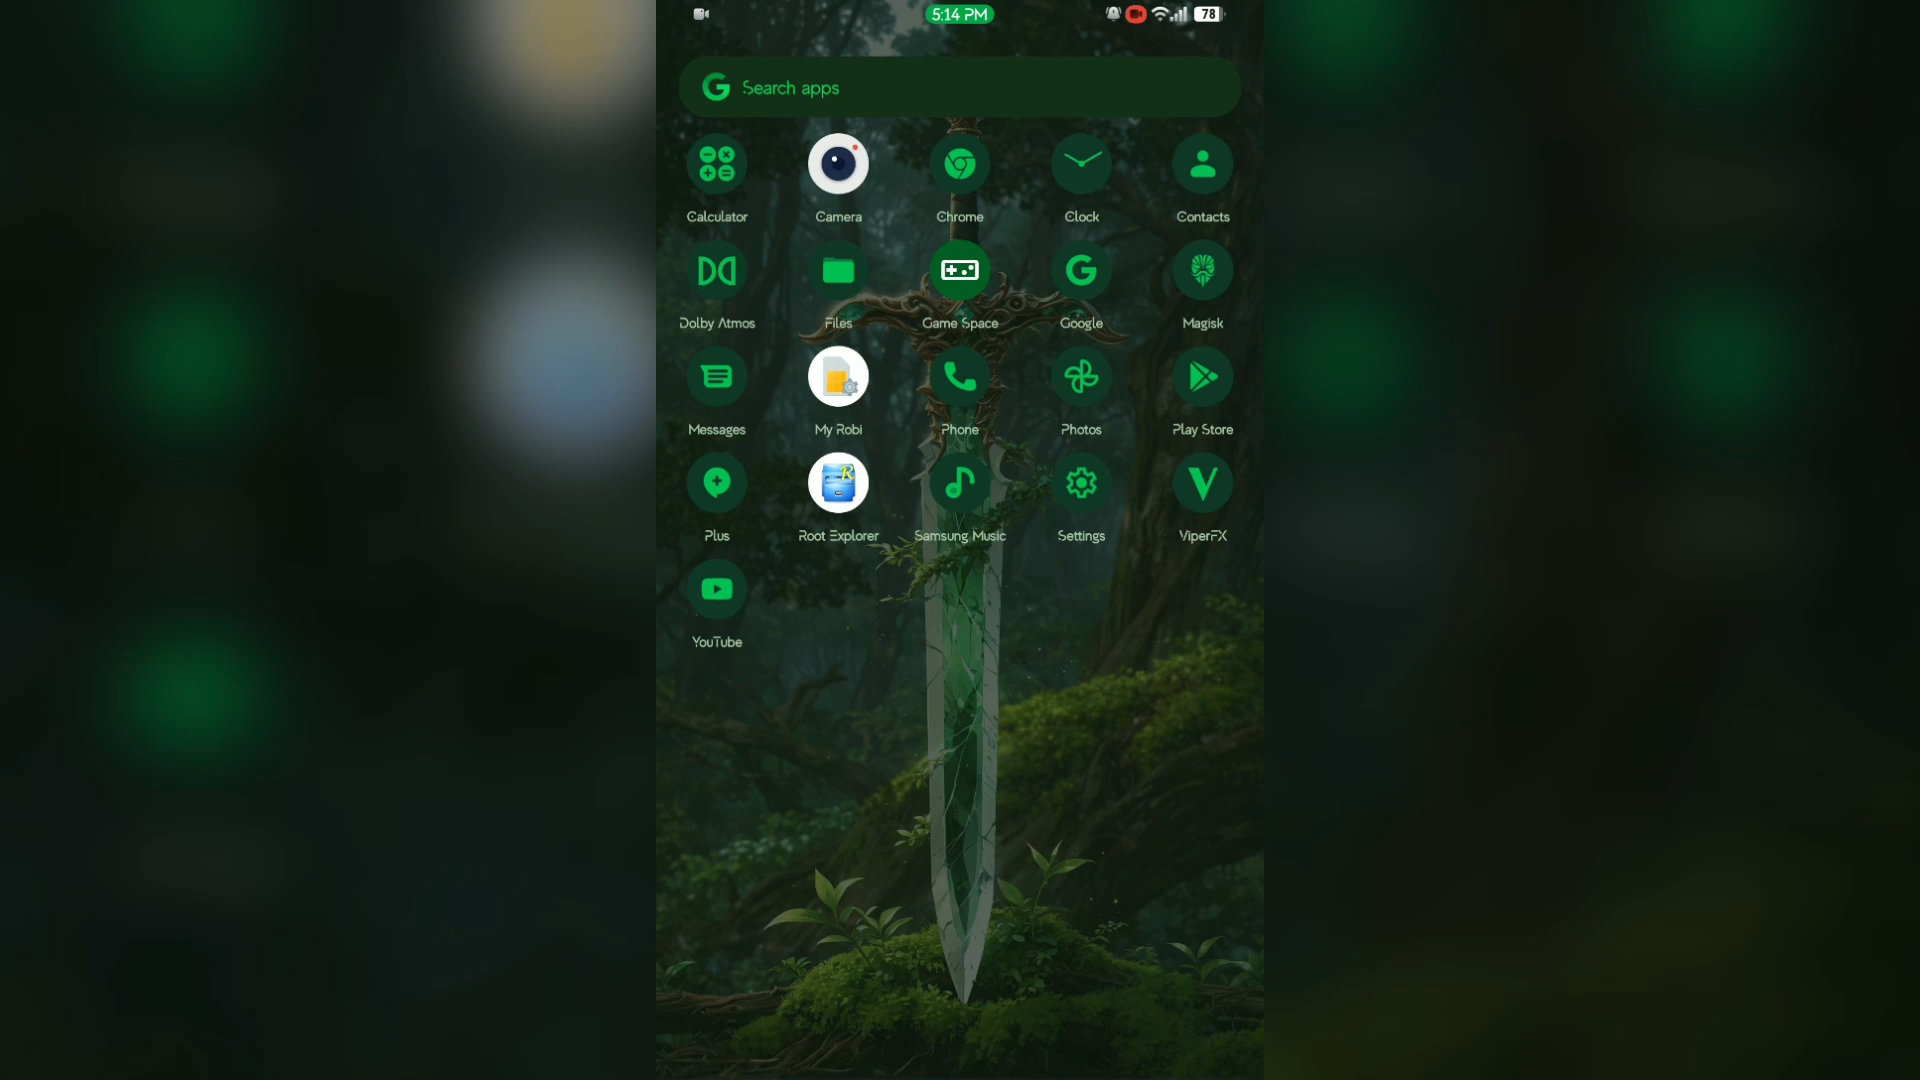 5:14 PM
78
Search apps
Calculator
Camera
Chrome
Clock
Contacts
Dolby Atmos
Files
Game Space
Google
Magisk
Messages
My Robi
Phone
Photos
Play Store
Plus
Root Explorer
Samsung Music
Settings
ViperFX
YouTube